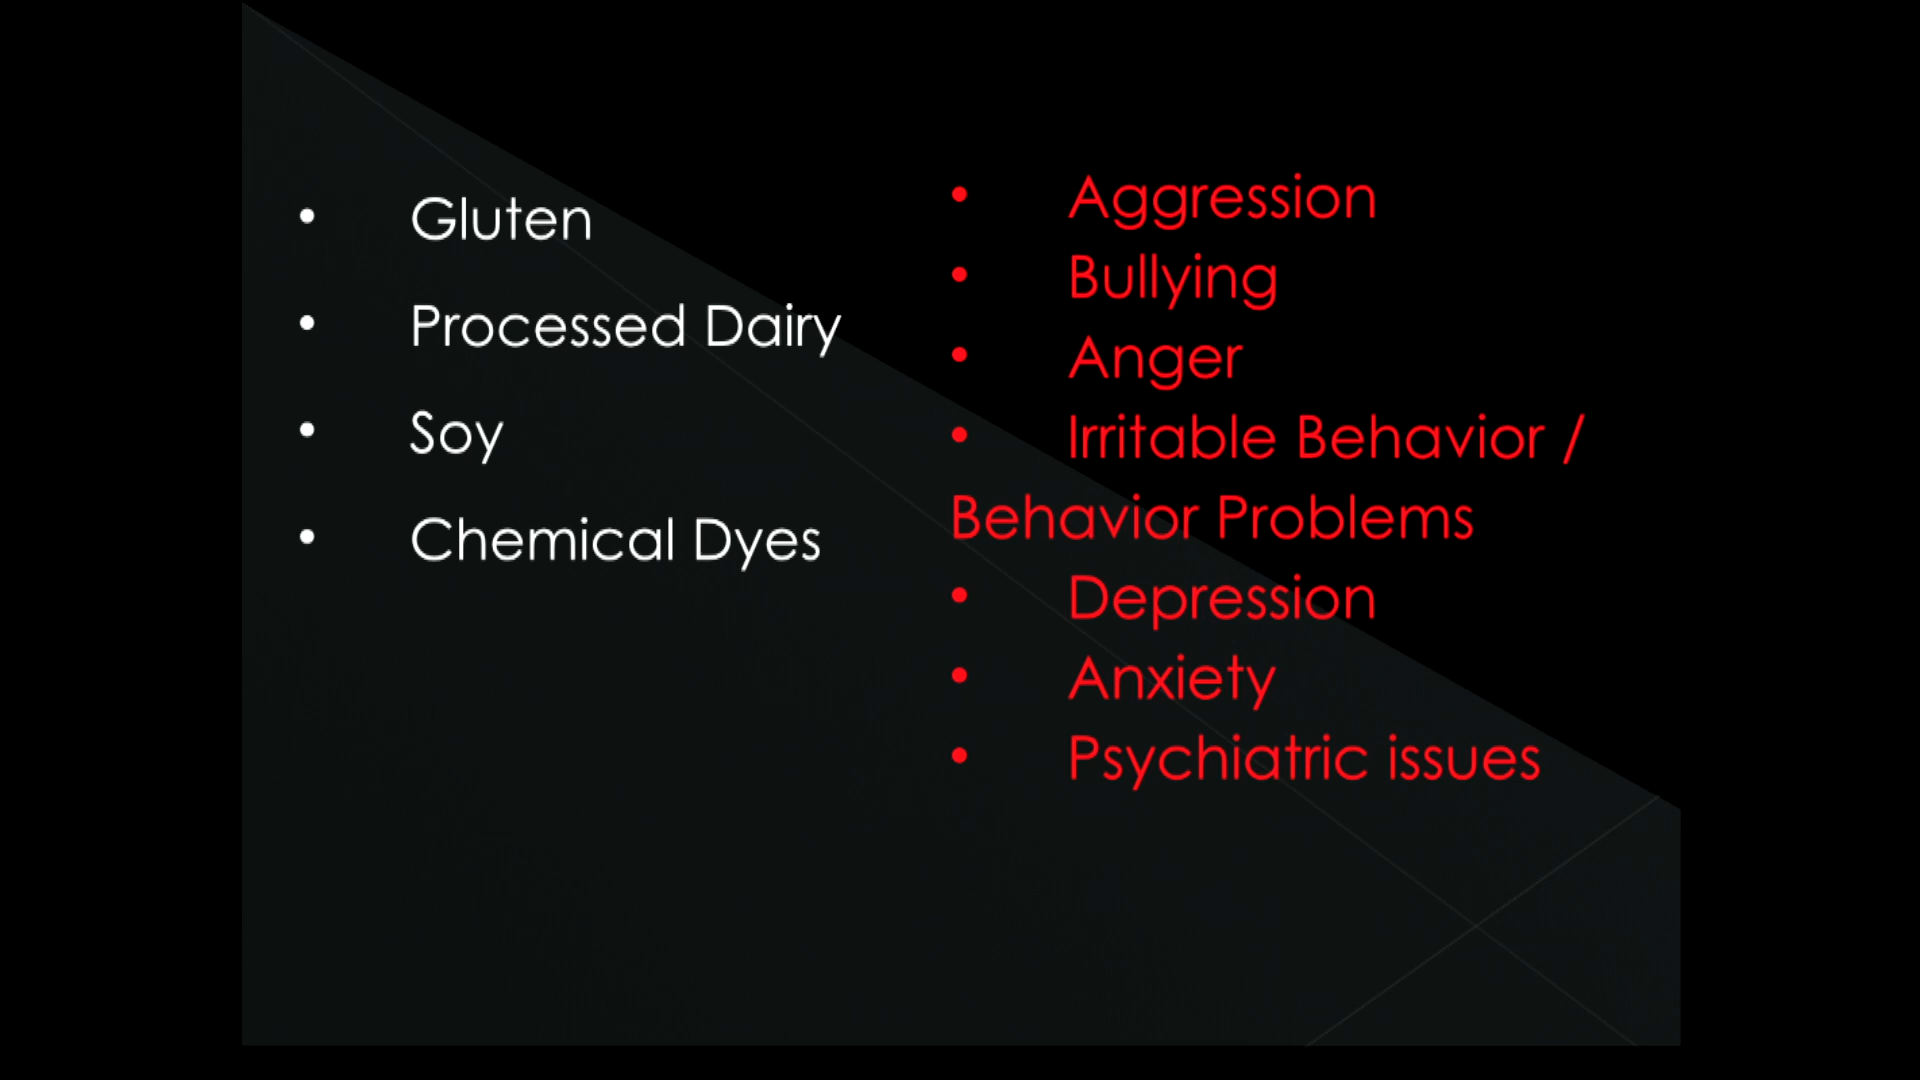 • Gluten
• Processed Dairy
• Soy
• Chemical Dyes
• Aggression
• Bullying
• Anger
• Irritable Behavior /
Behavior Problems
• Depression
• Anxiety
• Psychiatric issues